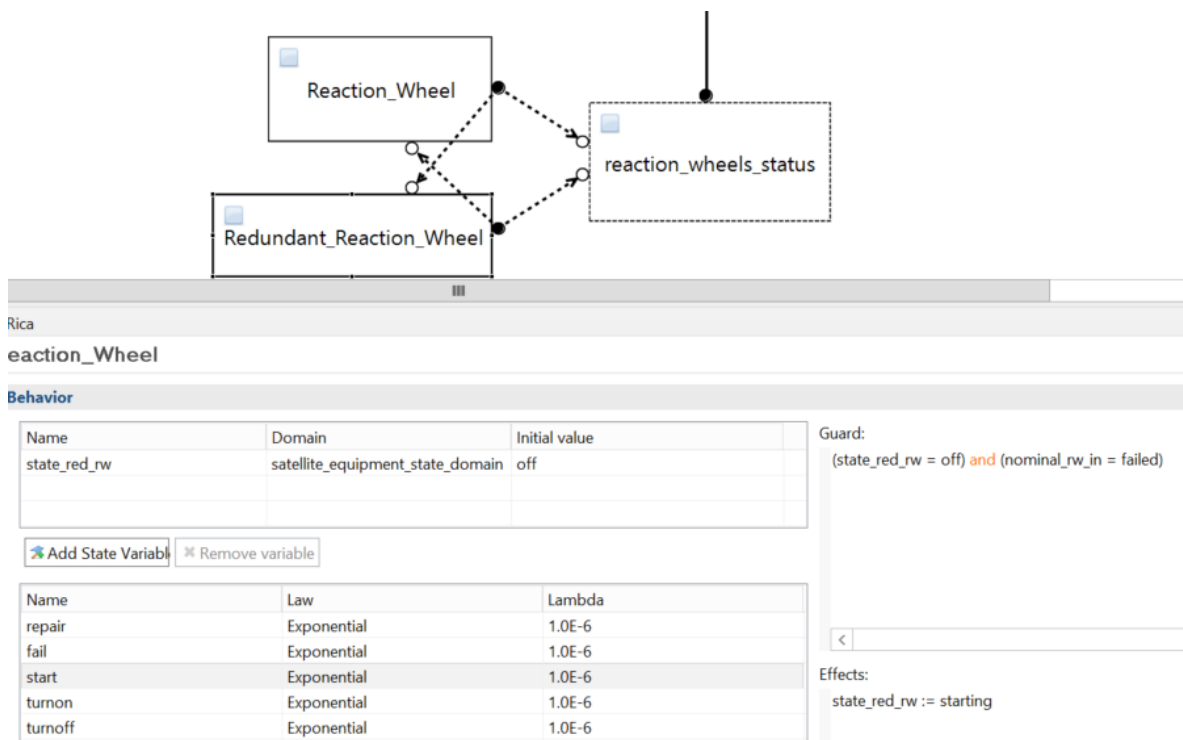 Reaction_Wheel
reaction_wheels_status
Redundant_Reaction_Wheel
Rica
eaction_Wheel
Behavior
Name Domain Initial value
state_red_rw satellite_equipment_state_domain off
Add State Variabl Remove variable
Name Law Lambda
repair Exponential 1.0E-6
fail Exponential 1.0E-6
start Exponential 1.0E-6
turnon Exponential 1.0E-6
turnoff Exponential 1.0E-6
Guard:
(state_red_rw = off) and (nominal_rw_in = failed)
Effects:
state_red_rw := starting